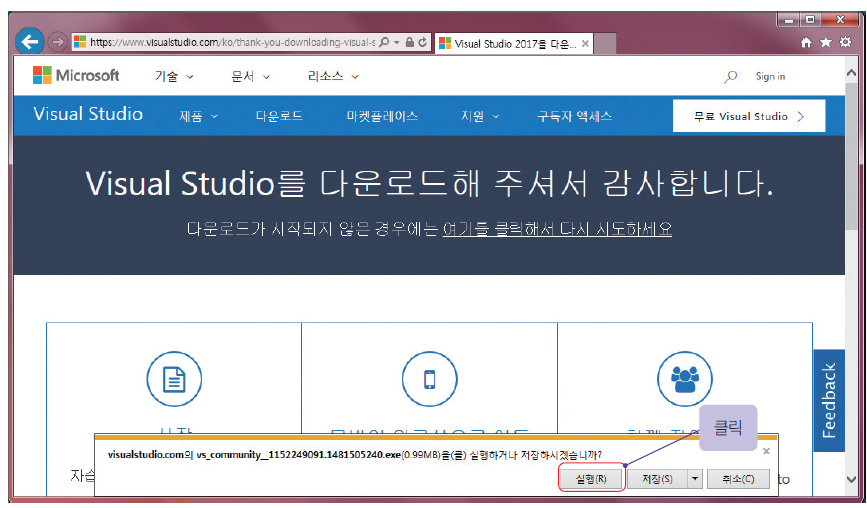 https://www.visualstudio.com/ko/thank-you-downloading-visual-s
Visual Studio 2017을 다운...
Microsoft 기술 문서 리소스 Sign in
Visual Studio 제품 다운로드 마켓플레이스 지원 구독자 액세스 무료 Visual Studio
Visual Studio를 다운로드해 주셔서 감사합니다.
다운로드가 시작되지 않은 경우에는 여기를 클릭해서 다시 시도하세요
Feedback
클릭
visualstudio.com의 vs_community__1152249091.1481505240.exe(0.99MB)을(를) 실행하거나 저장하시겠습니까?
자습
실행(R) 저장(S) 취소(C)
to